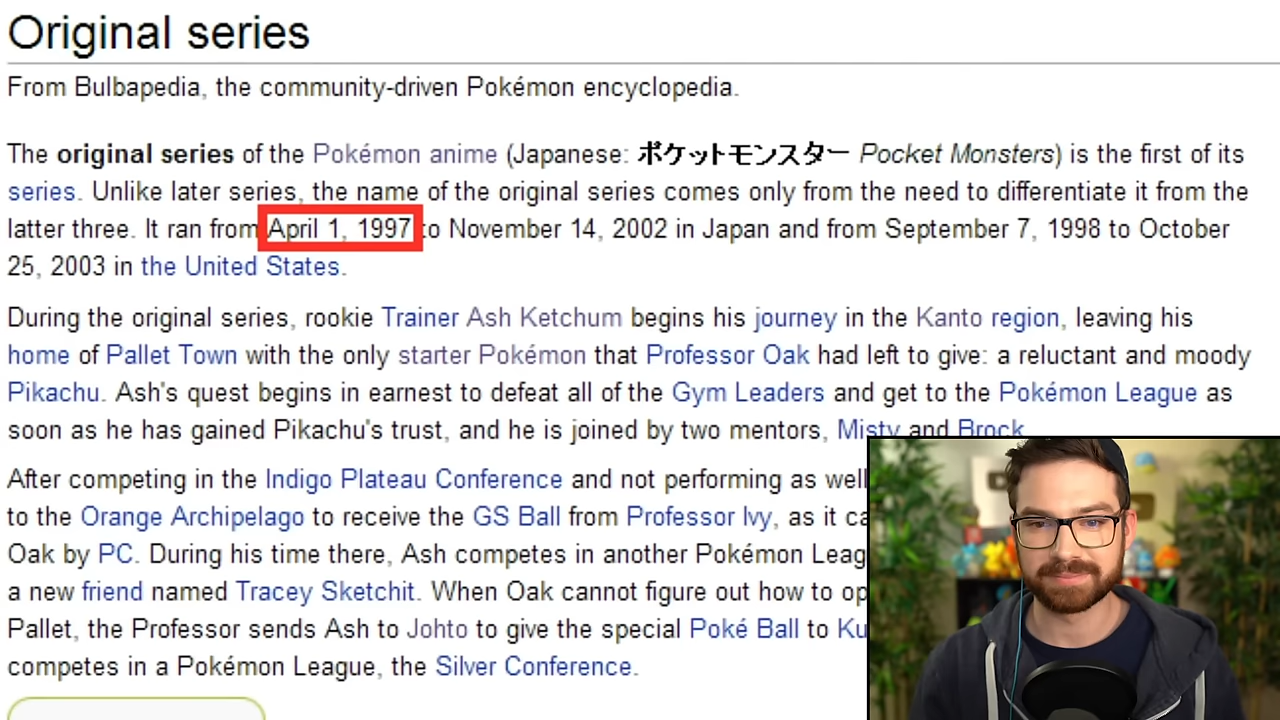 Original series
From Bulbapedia, the community-driven Pokémon encyclopedia.
The original series of the Pokémon anime (Japanese: ポケットモンスター Pocket Monsters) is the first of its
series. Unlike later series, the name of the original series comes only from the need to differentiate it from the
latter three. It ran from April 1, 1997 to November 14, 2002 in Japan and from September 7, 1998 to October
25, 2003 in the United States.
During the original series, rookie Trainer Ash Ketchum begins his journey in the Kanto region, leaving his
home of Pallet Town with the only starter Pokémon that Professor Oak had left to give: a reluctant and moody
Pikachu. Ash's quest begins in earnest to defeat all of the Gym Leaders and get to the Pokémon League as
soon as he has gained Pikachu's trust, and he is joined by two mentors, Misty and Brock
After competing in the Indigo Plateau Conference and not performing as well
to the Orange Archipelago to receive the GS Ball from Professor Ivy, as it ca
Oak by PC. During his time there, Ash competes in another Pokémon Leag
a new friend named Tracey Sketchit. When Oak cannot figure out how to op
Pallet, the Professor sends Ash to Johto to give the special Poké Ball to Ku
competes in a Pokémon League, the Silver Conference.